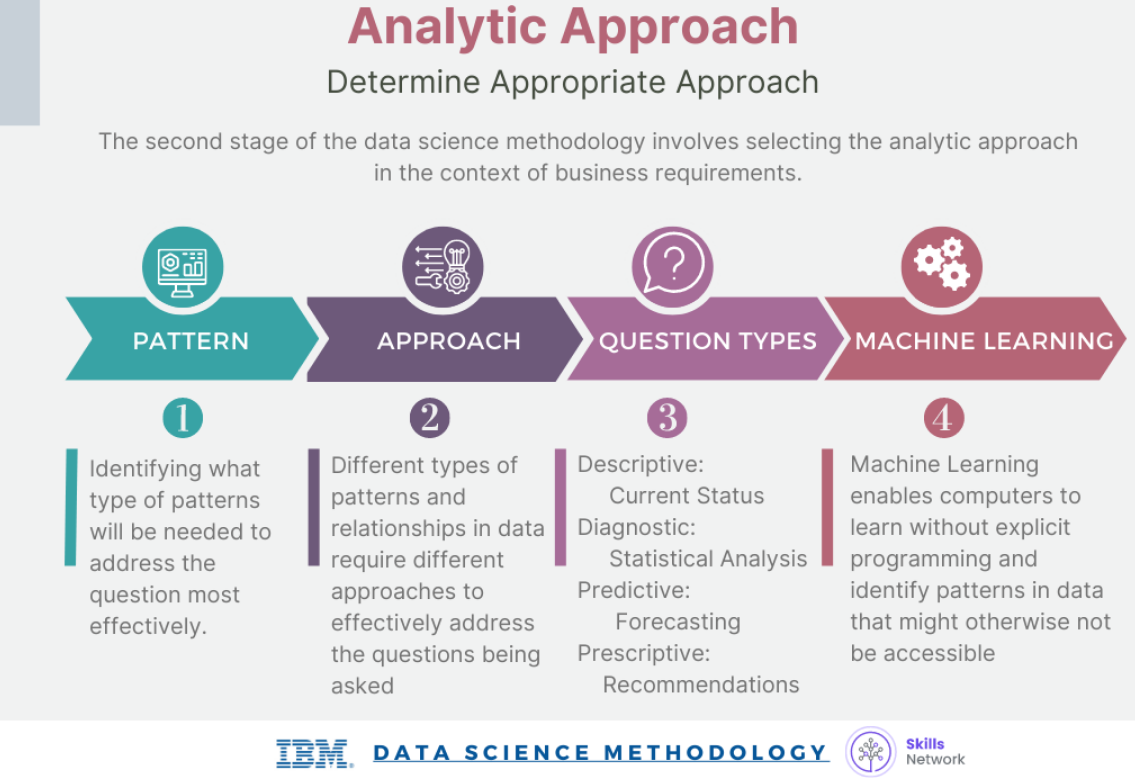 Analytic Approach
Determine Appropriate Approach
The second stage of the data science methodology involves selecting the analytic approach
in the context of business requirements.
PATTERN
APPROACH
QUESTION TYPES
MACHINE LEARNING
1
Identifying what
type of patterns
will be needed to
address the
question most
effectively.
2
Different types of
patterns and
relationships in data
require different
approaches to
effectively address
the questions being
asked
3
Descriptive:
Current Status
Diagnostic:
Statistical Analysis
Predictive:
Forecasting
Prescriptive:
Recommendations
4
Machine Learning
enables computers to
learn without explicit
programming and
identify patterns in data
that might otherwise not
be accessible
IBM.
DATA SCIENCE METHODOLOGY
Skills
Network